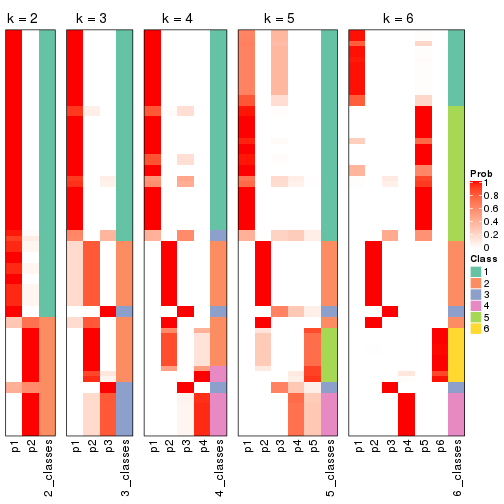 k = 2
k = 3
k = 4
k = 5
k = 6
Prob
1
0.8
0.6
0.4
0.2
0
Class
1
2
3
4
5
6
p1
p2
2_classes
p1
p2
p3
3_classes
p1
p2
p3
p4
4_classes
p1
p2
p3
p4
p5
5_classes
p1
p2
p3
p4
p5
p6
6_classes